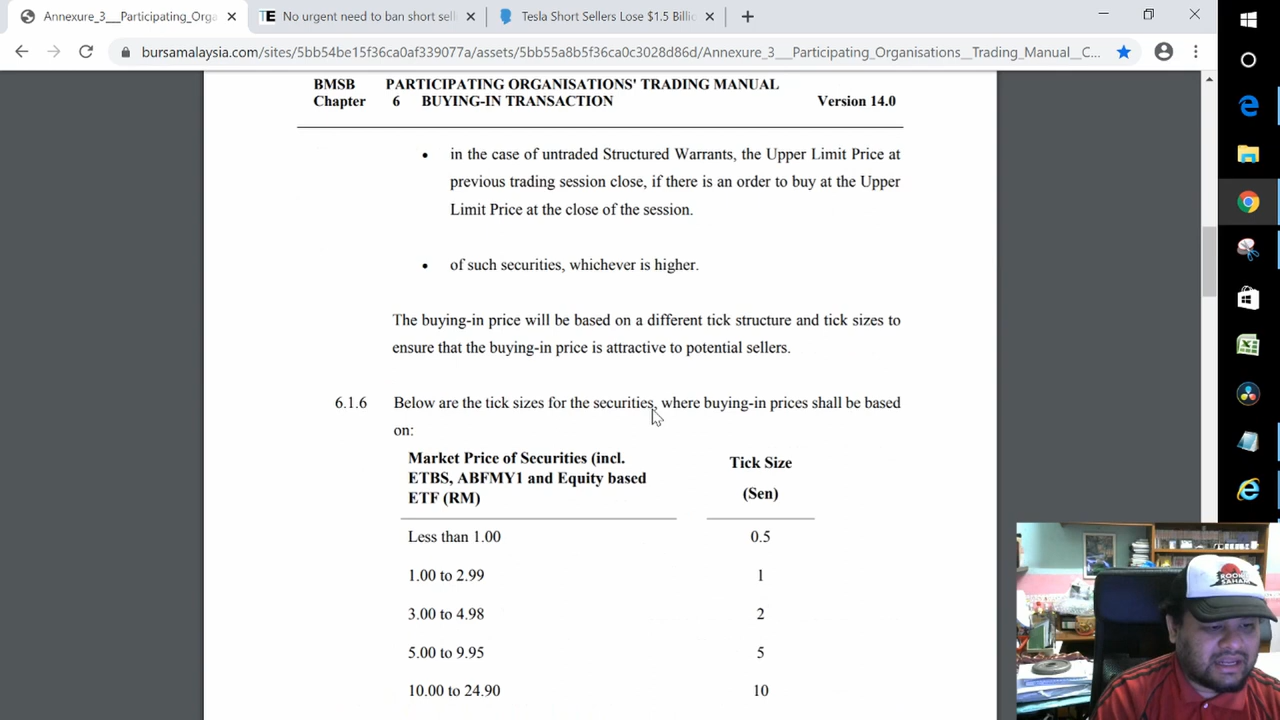 Annexure_3___Participating_Orga
No urgent need to ban short sell
Tesla Short Sellers Lose $1.5 Billio
bursamalaysia.com/sites/5bb54be15f36ca0af339077a/assets/5bb55a8b5f36ca0c3028d86d/Annexure_3___Participating_Organisations__Trading_Manual__C...
BMSB PARTICIPATING ORGANISATIONS' TRADING MANUAL
Chapter 6 BUYING-IN TRANSACTION Version 14.0
• in the case of untraded Structured Warrants, the Upper Limit Price at
previous trading session close, if there is an order to buy at the Upper
Limit Price at the close of the session.
• of such securities, whichever is higher.
The buying-in price will be based on a different tick structure and tick sizes to
ensure that the buying-in price is attractive to potential sellers.
6.1.6 Below are the tick sizes for the securities, where buying-in prices shall be based
on:
Market Price of Securities (incl.
ETBS, ABFMY1 and Equity based
ETF (RM)
Tick Size
(Sen)
Less than 1.00 0.5
1.00 to 2.99 1
3.00 to 4.98 2
5.00 to 9.95 5
10.00 to 24.90 10